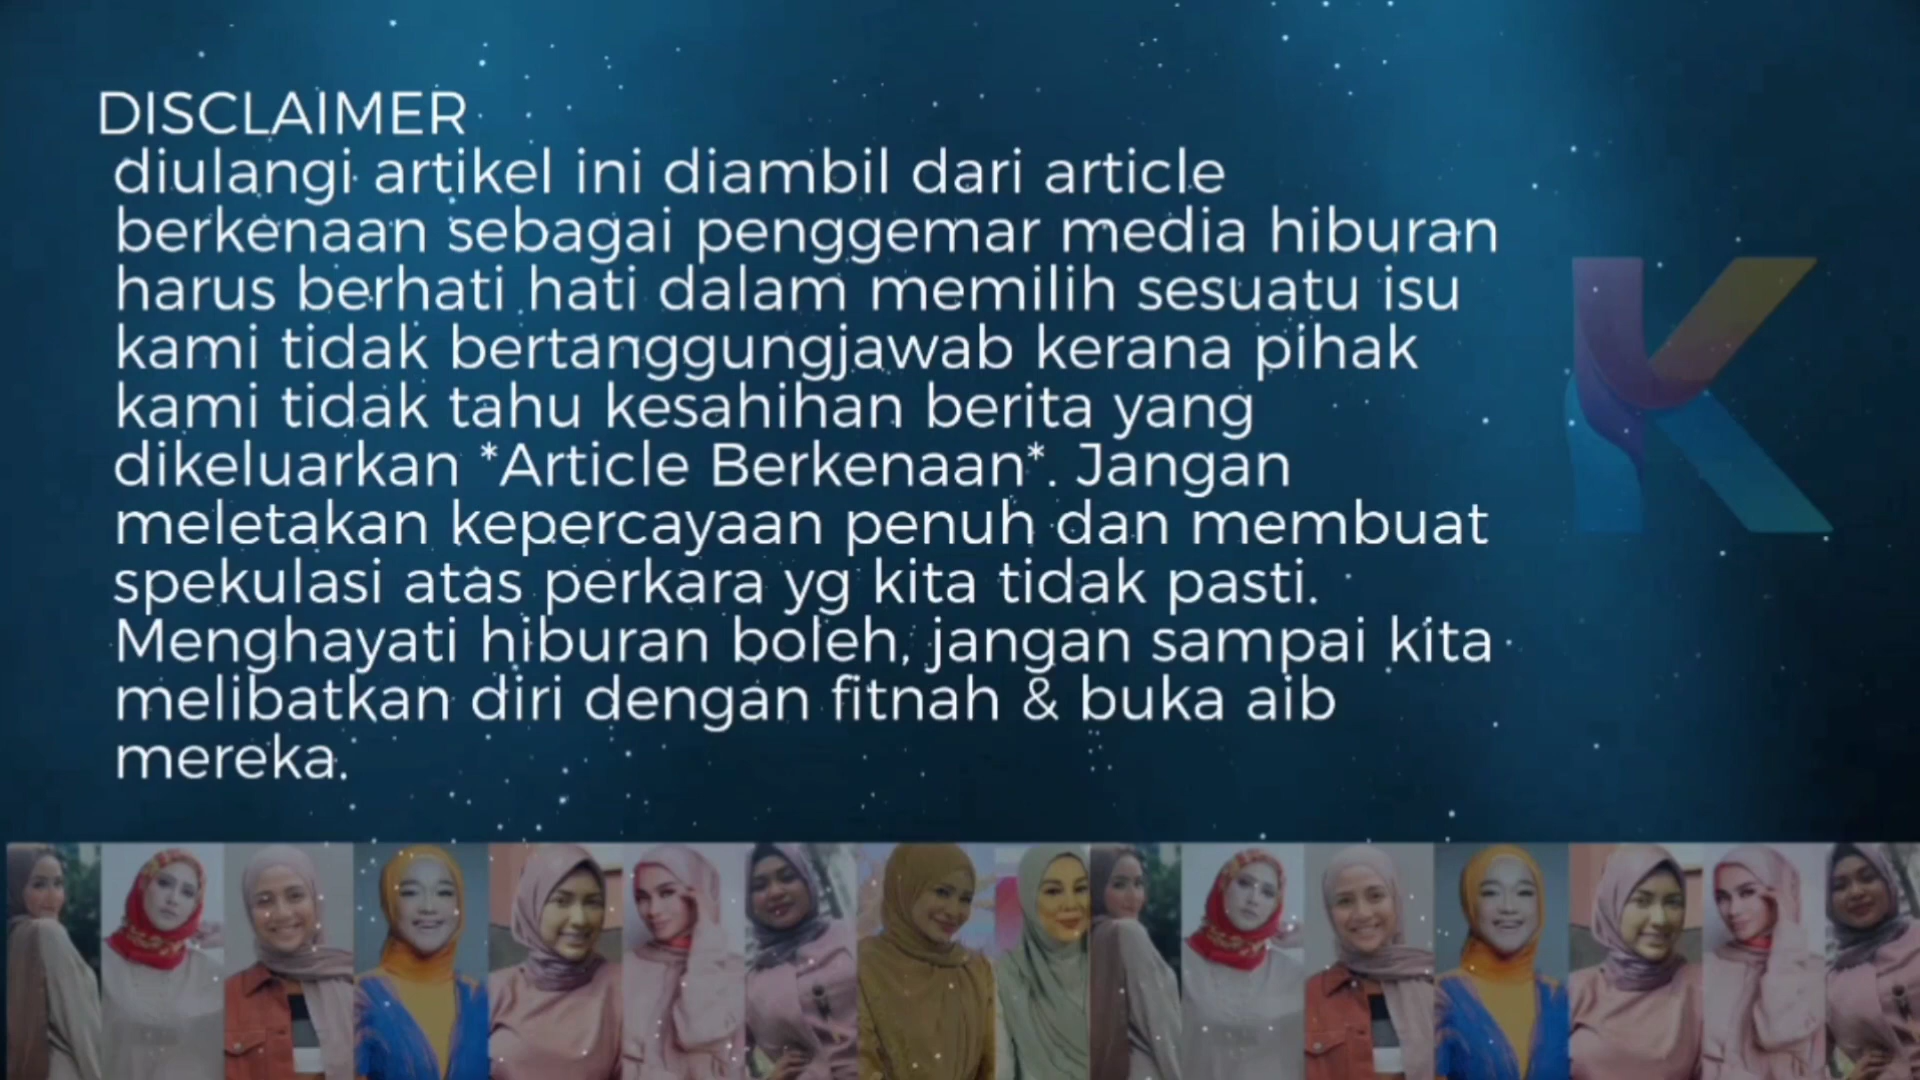 DISCLAIMER
diulangi artikel ini diambil dari article
berkenaan sebagai penggemar media hiburan
harus berhati hati dalam memilih sesuatu isu
kami tidak bertanggungjawab kerana pihak
kami tidak tahu kesahihan berita yang
dikeluarkan *Article Berkenaan*. Jangan
meletakan kepercayaan penuh dan membuat
spekulasi atas perkara yg kita tidak pasti.
Menghayati hiburan boleh, jangan sampai kita
melibatkan diri dengan fitnah & buka aib
mereka.
K